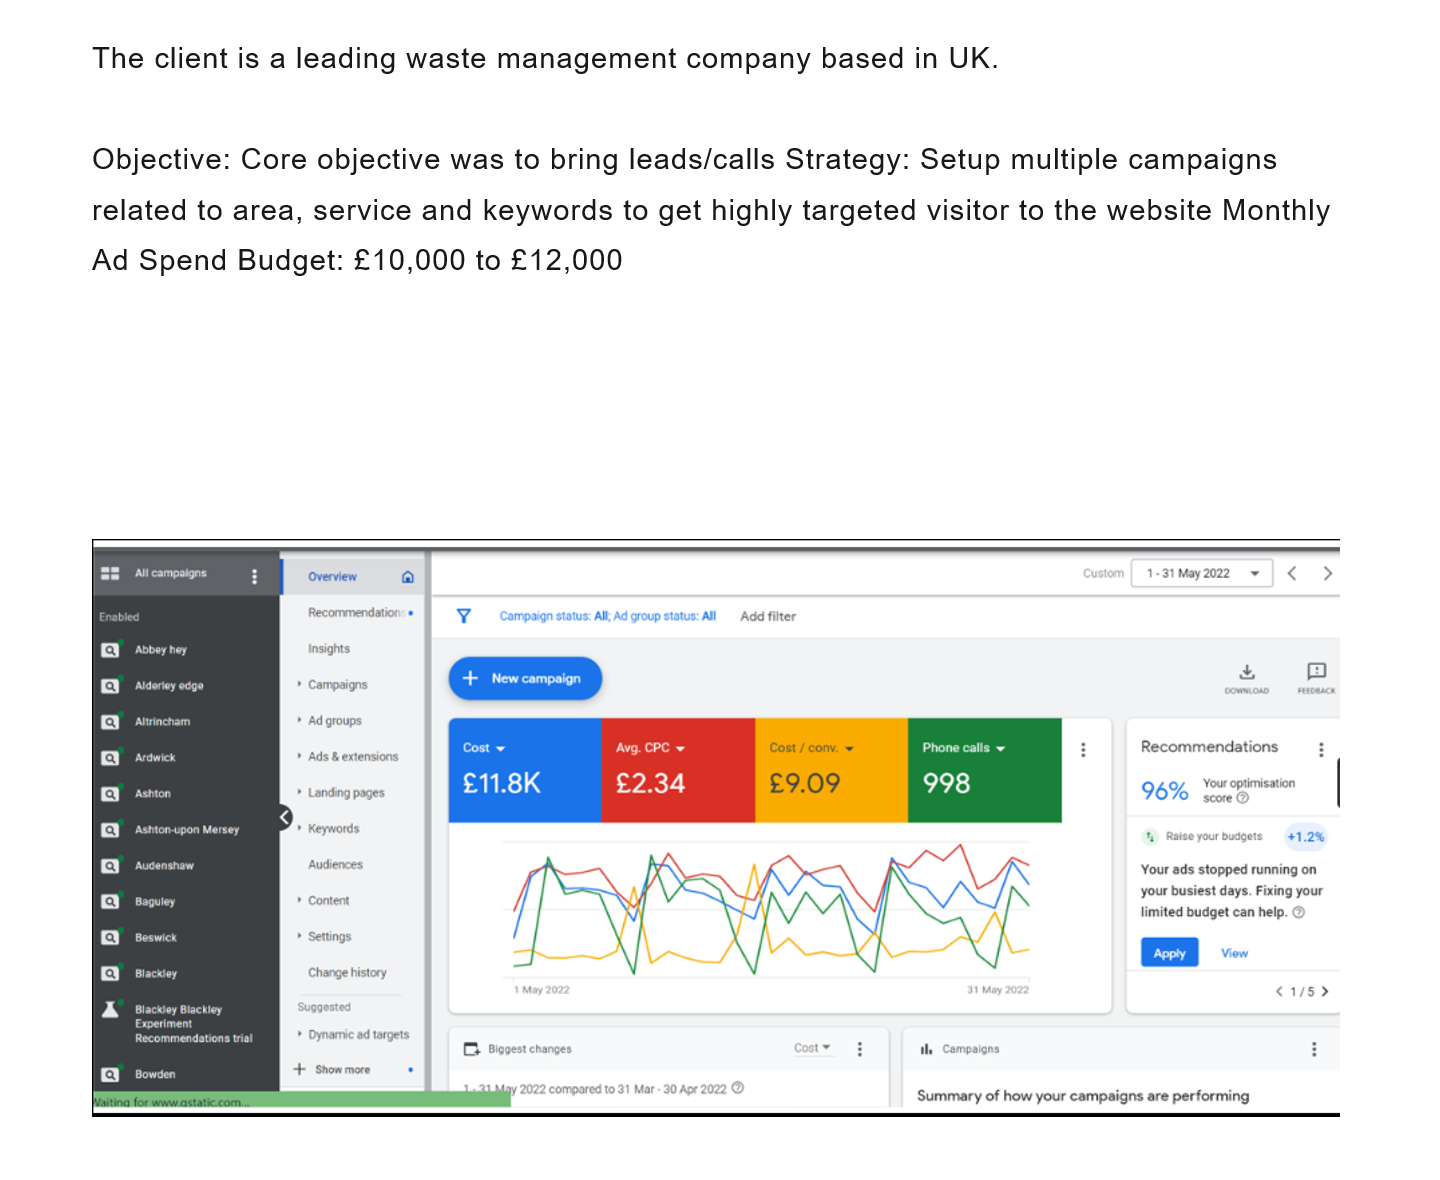 The client is a leading waste management company based in UK.
Objective: Core objective was to bring leads/calls Strategy: Setup multiple campaigns
related to area, service and keywords to get highly targeted visitor to the website Monthly
Ad Spend Budget: £10,000 to £12,000
All campaigns
Enabled
Abbey hey
Alderley edge
Altrincham
Ardwick
Ashton
Ashton-upon Mersey
Audenshaw
Baguley
Beswick
Blackley
Blackley Blackley
Experiment
Recommendations trial
Bowden
Waiting for www.gstatic.com...
Overview
Recommendations
Insights
Campaigns
Ad groups
Ads & extensions
Landing pages
Keywords
Audiences
Content
Settings
Change history
Suggested
Dynamic ad targets
+ Show more
Custom 1 - 31 May 2022
Campaign status: All; Ad group status: All Add filter
+ New campaign
DOWNLOAD FEEDBACK
Cost Avg. CPC Cost / conv. Phone calls
£11.8K £2.34 £9.09 998
1 May 2022 31 May 2022
Recommendations
96% Your optimisation
score
Raise your budgets +1.2%
Your ads stopped running on
your busiest days. Fixing your
limited budget can help.
Apply View
< 1 / 5 >
Biggest changes Cost
1 - 31 May 2022 compared to 31 Mar - 30 Apr 2022
Campaigns
Summary of how your campaigns are performing